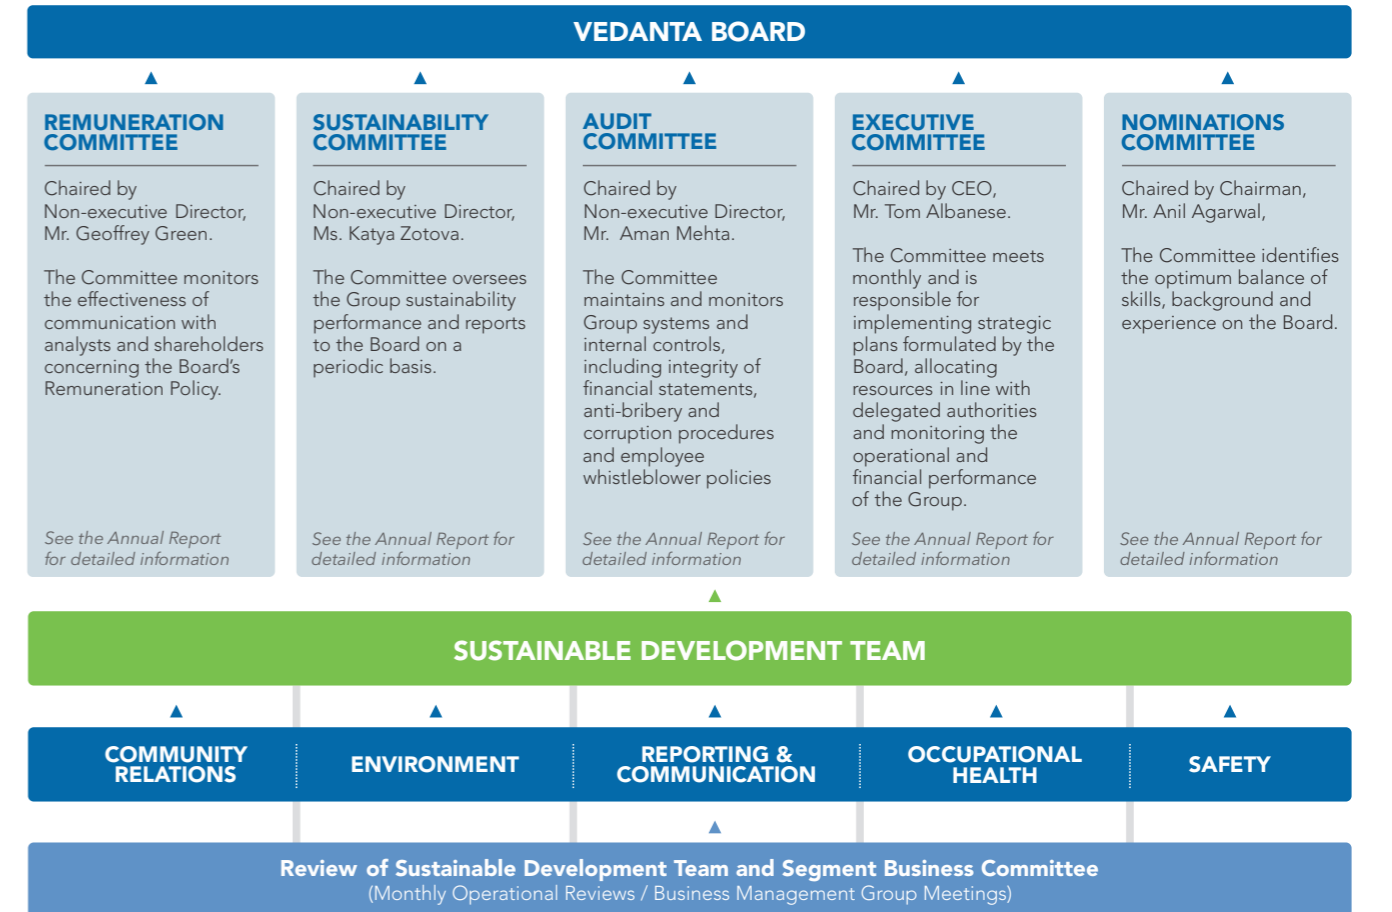 VEDANTA BOARD
REMUNERATION
COMMITTEE
Chaired by
Non-executive Director,
Mr. Geoffrey Green.
The Committee monitors
the effectiveness of
communication with
analysts and shareholders
concerning the Board’s
Remuneration Policy.
See the Annual Report
for detailed information
SUSTAINABILITY
COMMITTEE
Chaired by
Non-executive Director,
Ms. Katya Zotova.
The Committee oversees
the Group sustainability
performance and reports
to the Board on a
periodic basis.
See the Annual Report for
detailed information
AUDIT
COMMITTEE
Chaired by
Non-executive Director,
Mr. Aman Mehta.
The Committee
maintains and monitors
Group systems and
internal controls,
including integrity of
financial statements,
anti-bribery and
corruption procedures
and employee
whistleblower policies
See the Annual Report for
detailed information
EXECUTIVE
COMMITTEE
Chaired by CEO,
Mr. Tom Albanese.
The Committee meets
monthly and is
responsible for
implementing strategic
plans formulated by the
Board, allocating
resources in line with
delegated authorities
and monitoring the
operational and
financial performance
of the Group.
See the Annual Report for
detailed information
NOMINATIONS
COMMITTEE
Chaired by Chairman,
Mr. Anil Agarwal,
The Committee identifies
the optimum balance of
skills, background and
experience on the Board.
See the Annual Report for
detailed information
SUSTAINABLE DEVELOPMENT TEAM
COMMUNITY
RELATIONS
ENVIRONMENT
REPORTING &
COMMUNICATION
OCCUPATIONAL
HEALTH
SAFETY
Review of Sustainable Development Team and Segment Business Committee
(Monthly Operational Reviews / Business Management Group Meetings)